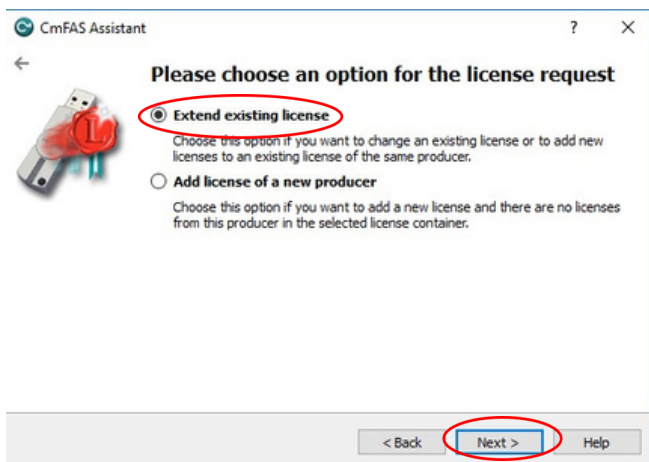 CmFAS Assistant
?
Please choose an option for the license request
Extend existing license
Choose this option if you want to change an existing license or to add new
licenses to an existing license of the same producer.
Add license of a new producer
Choose this option if you want to add a new license and there are no licenses
from this producer in the selected license container.
L
< Back
Next >
Help